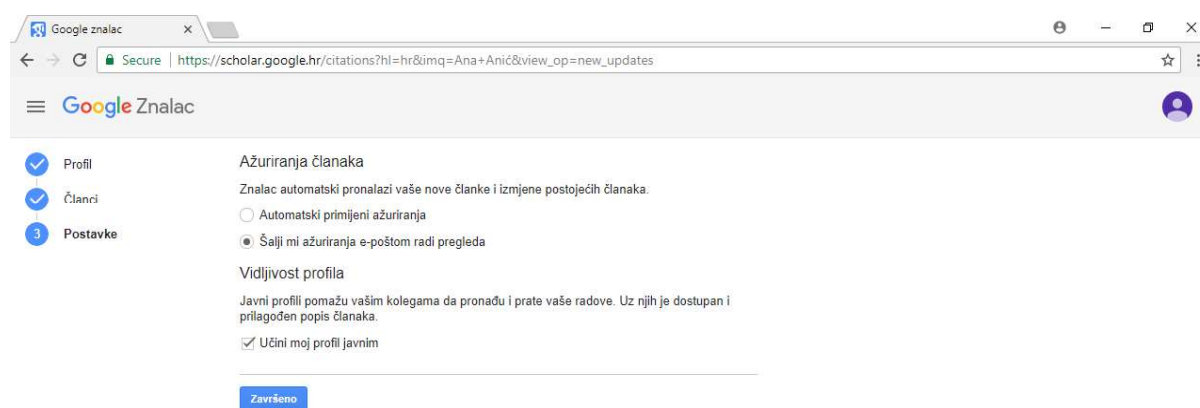 Google znalac
Secure | https://scholar.google.hr/citations?hl=hr&imq=Ana+Anić&view_op=new_updates
Google Znalac
Profil
Članci
3 Postavke
Ažuriranja članaka
Znalac automatski pronalazi vaše nove članke i izmjene postojećih članaka.
Automatski primijeni ažuriranja
Šalji mi ažuriranja e-poštom radi pregleda
Vidljivost profila
Javni profili pomažu vašim kolegama da pronađu i prate vaše radove. Uz njih je dostupan i
prilagođen popis članaka.
Učini moj profil javnim
Završeno